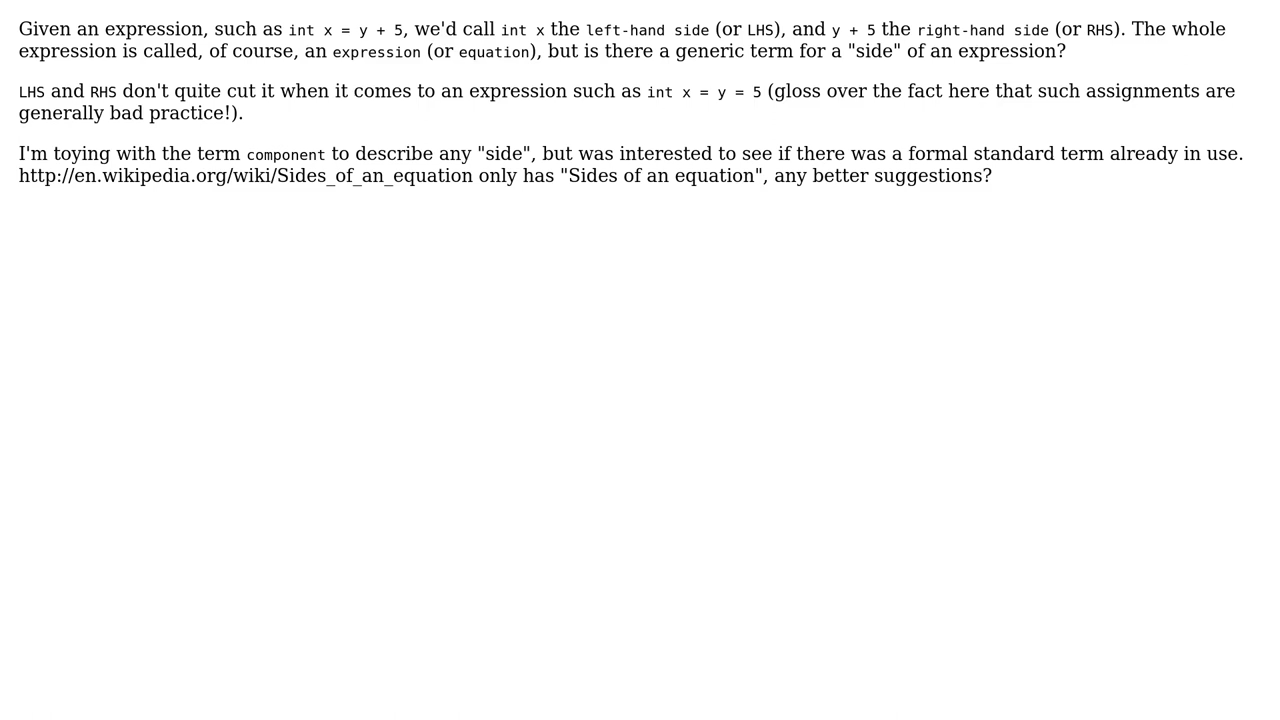 Given an expression, such as int x = y + 5, we'd call int x the left-hand side (or LHS), and y + 5 the right-hand side (or RHS). The whole
expression is called, of course, an expression (or equation), but is there a generic term for a "side" of an expression?
LHS and RHS don't quite cut it when it comes to an expression such as int x = y = 5 (gloss over the fact here that such assignments are
generally bad practice!).
I'm toying with the term component to describe any "side", but was interested to see if there was a formal standard term already in use.
http://en.wikipedia.org/wiki/Sides_of_an_equation only has "Sides of an equation", any better suggestions?